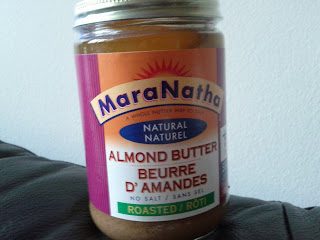 MaraNatha
NATURAL
NATUREL
ALMOND BUTTER
BEURRE
D'AMANDES
NO SALT / SANS SEL
ROASTED / RÔTI